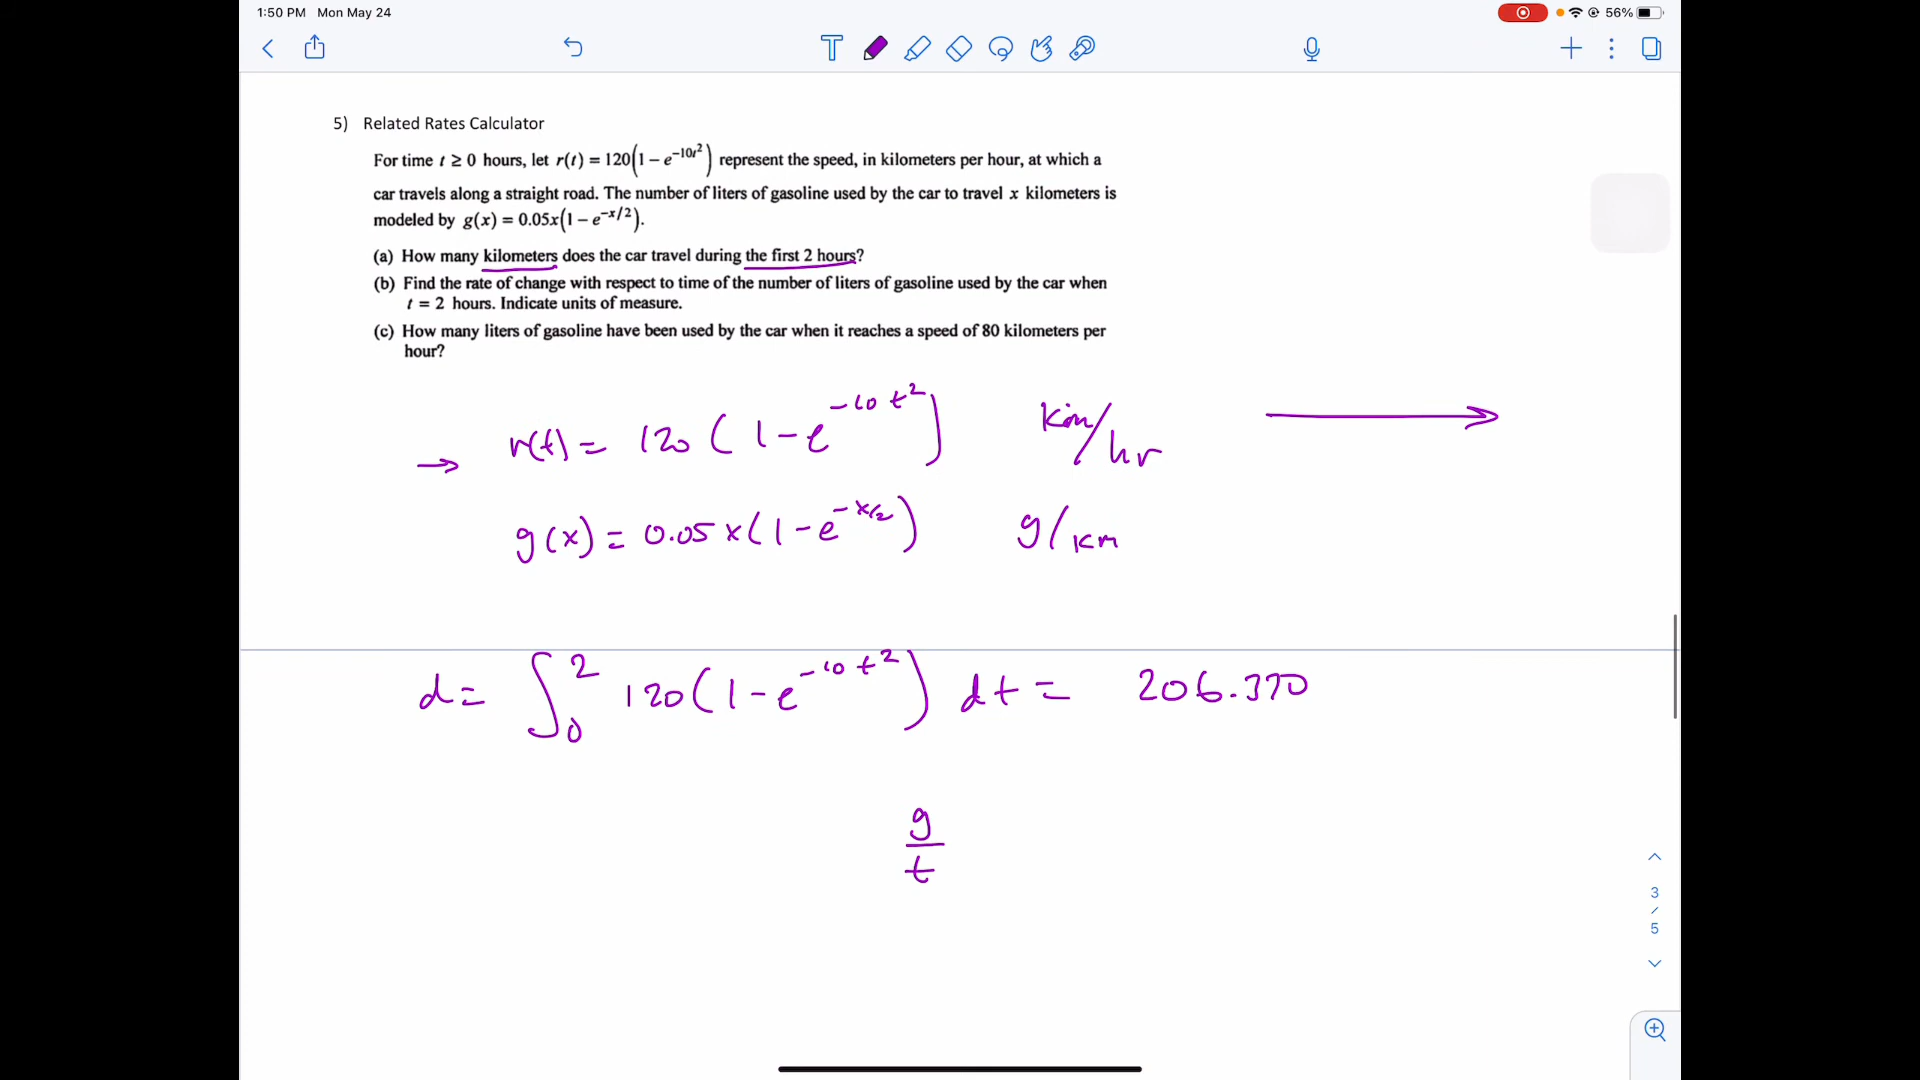 1:50 PM Mon May 24
56%
5) Related Rates Calculator
For time t ≥ 0 hours, let r(t) = 120(1 − e^{−10t²}) represent the speed, in kilometers per hour, at which a
car travels along a straight road. The number of liters of gasoline used by the car to travel x kilometers is
modeled by g(x) = 0.05x(1 − e^{−x/2}).
(a) How many kilometers does the car travel during the first 2 hours?
(b) Find the rate of change with respect to time of the number of liters of gasoline used by the car when
t = 2 hours. Indicate units of measure.
(c) How many liters of gasoline have been used by the car when it reaches a speed of 80 kilometers per
hour?
→ r(t) = 120 (1 − e^{−10 t²}) km/hr
g(x) = 0.05 x (1 − e^{−x/2}) g/km
d = ∫₀² 120 (1 − e^{−10 t²}) dt = 206.370
g
t
3
/
5